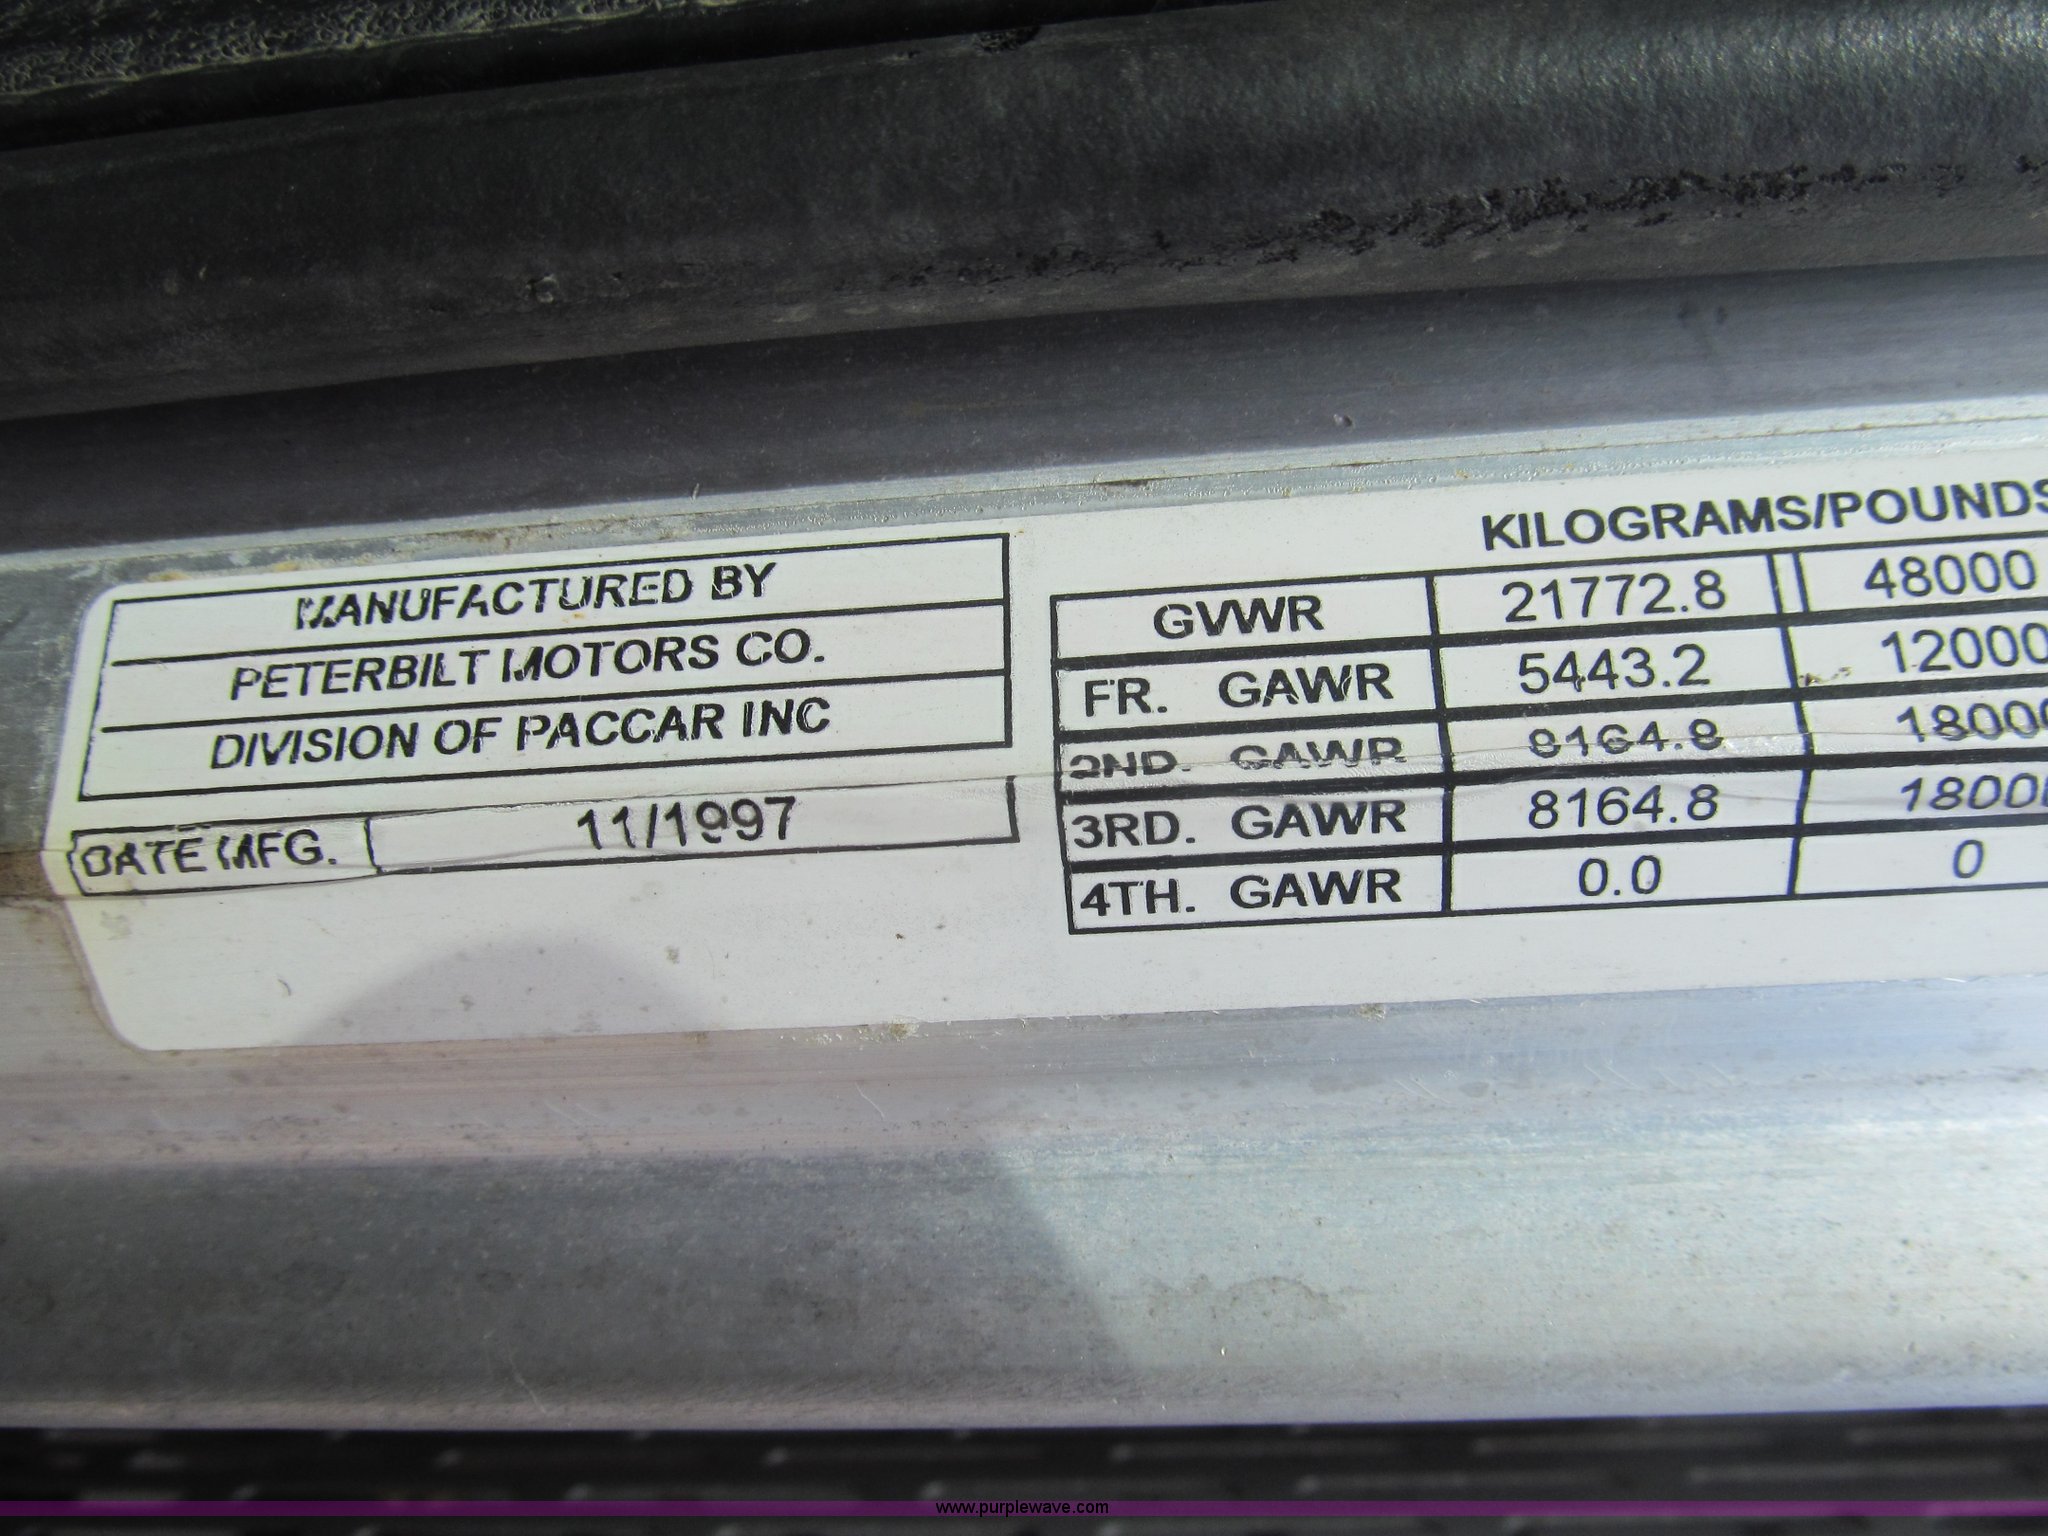 MANUFACTURED BY
PETERBILT MOTORS CO.
DIVISION OF PACCAR INC
DATE MFG. 11/1997
KILOGRAMS/POUNDS
GVWR 21772.8 48000
FR. GAWR 5443.2 12000
2ND. GAWR 8164.8 18000
3RD. GAWR 8164.8 18000
4TH. GAWR 0.0 0
www.purplewave.com